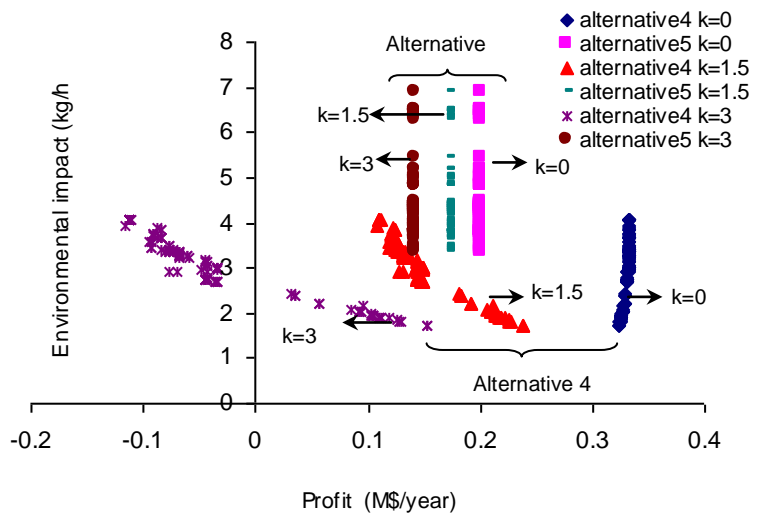 alternative4 k=0
alternative5 k=0
alternative4 k=1.5
alternative5 k=1.5
alternative4 k=3
alternative5 k=3
Alternative
k=1.5
k=3
k=0
k=1.5
k=0
k=3
Alternative 4
Environmental impact (kg/h
8
7
6
5
4
3
2
1
0
-0.2
-0.1
0
0.1
0.2
0.3
0.4
Profit (M$/year)